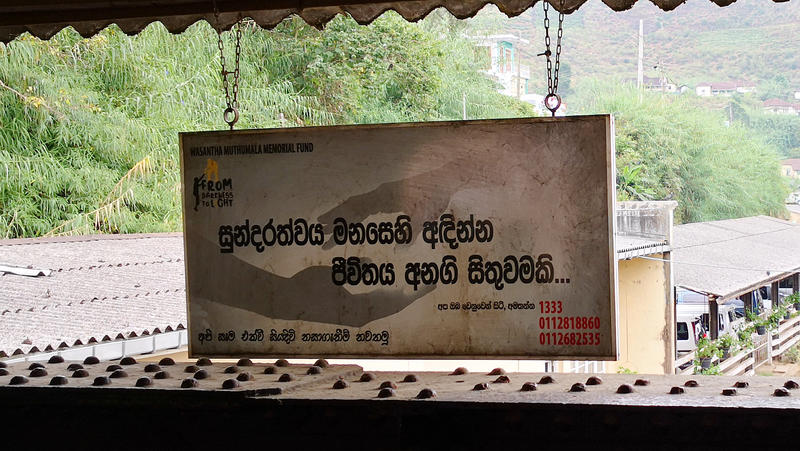 WASANTHA MUTHUMALA MEMORIAL FUND
FROM
DARKNESS
TO LIGHT
සුන්දරත්වය මනසෙහි අඳින්න
ජීවිතය අනගි සිතුවමකි...
අප ඔබ වෙනුවෙන් සිටී, අමතන්න 1333
0112818860
0112682535
අපි සැම එක්වී සියදිවි නසාගැනීම් නවතමු